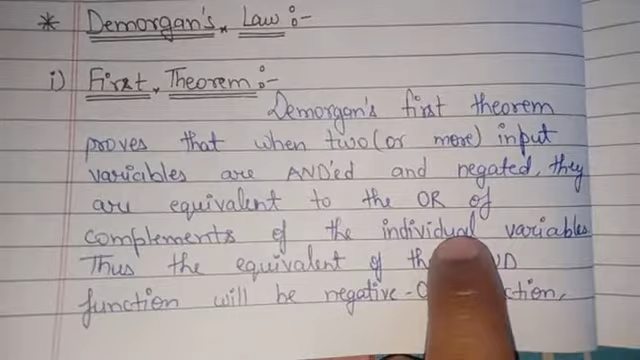 * Demorgan's Law :-
i) First Theorem :-
Demorgan's first theorem
proves that when two (or more) input
variables are AND'ed and negated, they
are equivalent to the OR of
complements of the individual variables
Thus the equivalent of the
function will be negative-